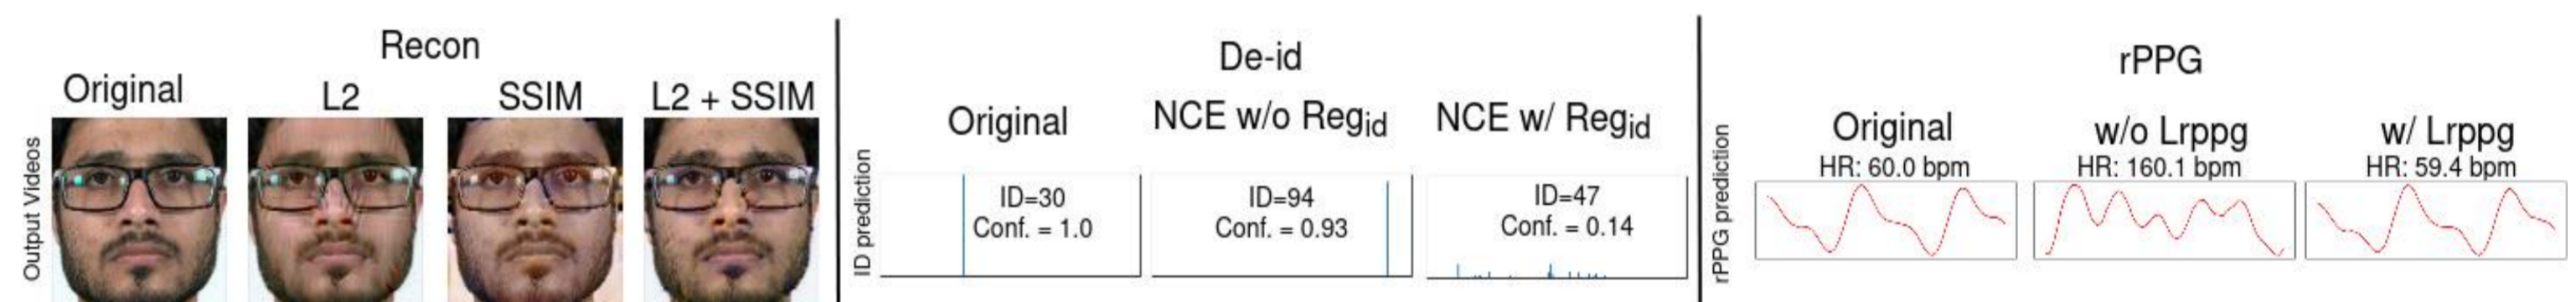 Recon
Original
L2
SSIM
L2 + SSIM
Output Videos
De-id
Original
NCE w/o Regid
NCE w/ Regid
ID prediction
ID=30
Conf. = 1.0
ID=94
Conf. = 0.93
ID=47
Conf. = 0.14
rPPG
Original
w/o Lrppg
w/ Lrppg
HR: 60.0 bpm
HR: 160.1 bpm
HR: 59.4 bpm
rPPG prediction